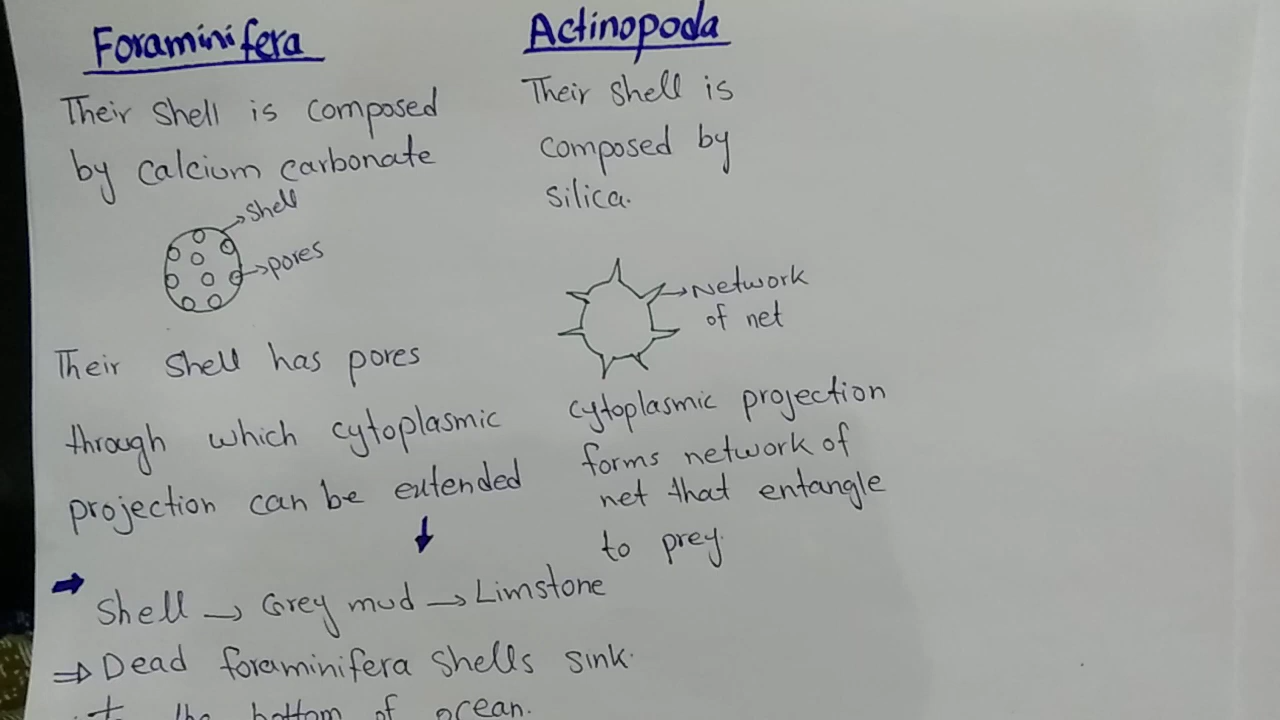 Foraminifera
Their shell is composed
by calcium carbonate
shell
pores
Their shell has pores
through which cytoplasmic
projection can be extended
Shell → Grey mud → Limstone
⇒ Dead foraminifera shells sink.
to the bottom of ocean.
Actinopoda
Their shell is
composed by
silica.
Network
of net
cytoplasmic projection
forms network of
net that entangle
to prey.